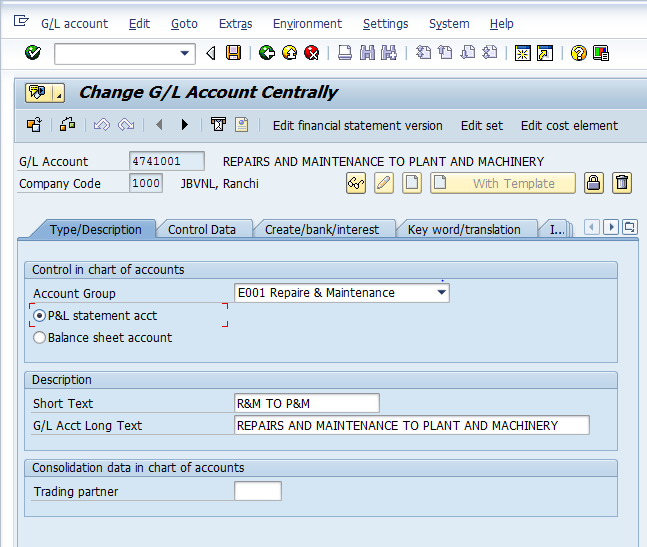 G/L account Edit Goto Extras Environment Settings System Help
Change G/L Account Centrally
Edit financial statement version Edit set Edit cost element
G/L Account 4741001 REPAIRS AND MAINTENANCE TO PLANT AND MACHINERY
Company Code 1000 JBVNL, Ranchi With Template
Type/Description Control Data Create/bank/interest Key word/translation I...
Control in chart of accounts
Account Group E001 Repaire & Maintenance
P&L statement acct
Balance sheet account
Description
Short Text R&M TO P&M
G/L Acct Long Text REPAIRS AND MAINTENANCE TO PLANT AND MACHINERY
Consolidation data in chart of accounts
Trading partner